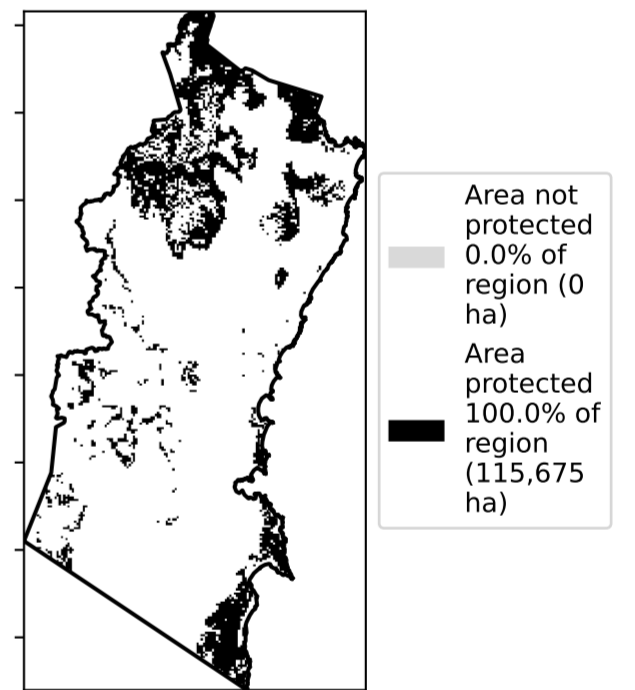 Area not
protected
0.0% of
region (0
ha)
Area
protected
100.0% of
region
(115,675
ha)